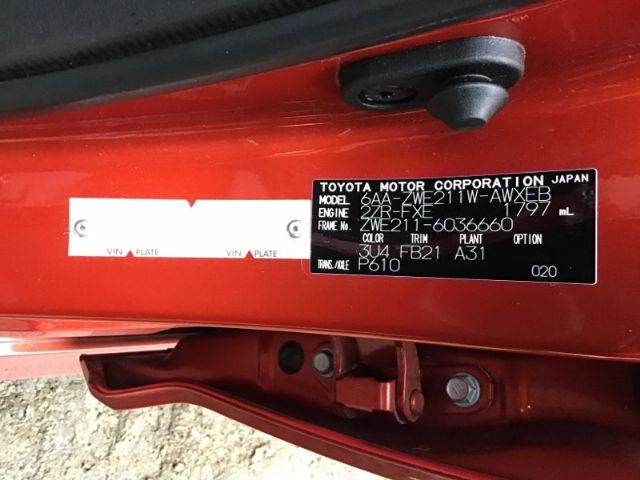 TOYOTA MOTOR CORPORATION JAPAN
MODEL 6AA-ZWE211W-AWXEB
ENGINE 2ZR-FXE 1797 mL
FRAME No. ZWE211-6036660
COLOR TRIM PLANT OPTION
3U4 FB21 A31
TRANS./AXLE P610
020
VIN PLATE VIN PLATE